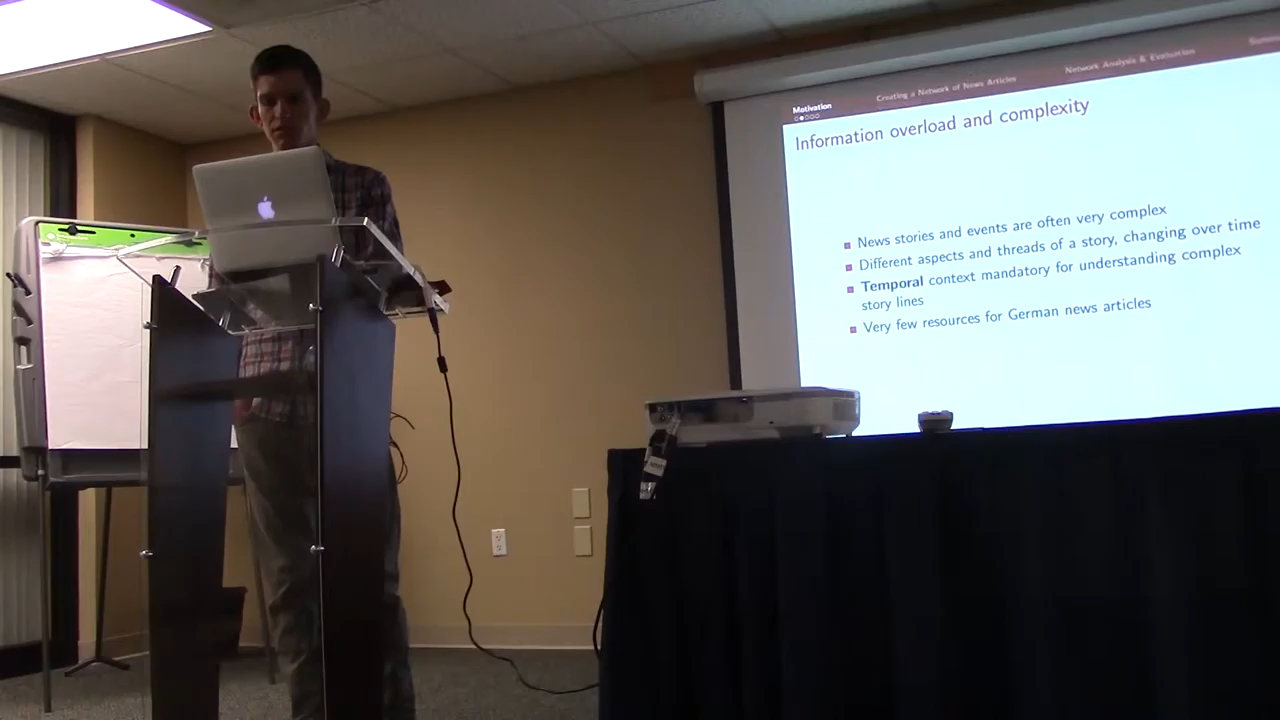 Motivation
Creating a Network of News Articles
Network Analysis & Evaluation
Information overload and complexity
News stories and events are often very complex
Different aspects and threads of a story, changing over time
Temporal context mandatory for understanding complex
story lines
Very few resources for German news articles